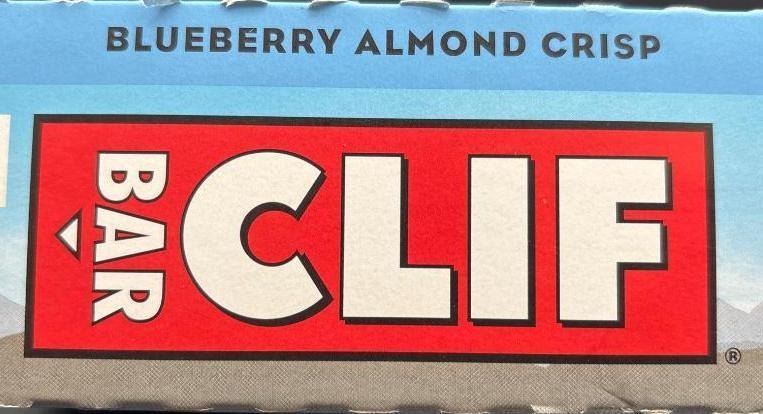 BLUEBERRY ALMOND CRISP
CLIF
BAR
®